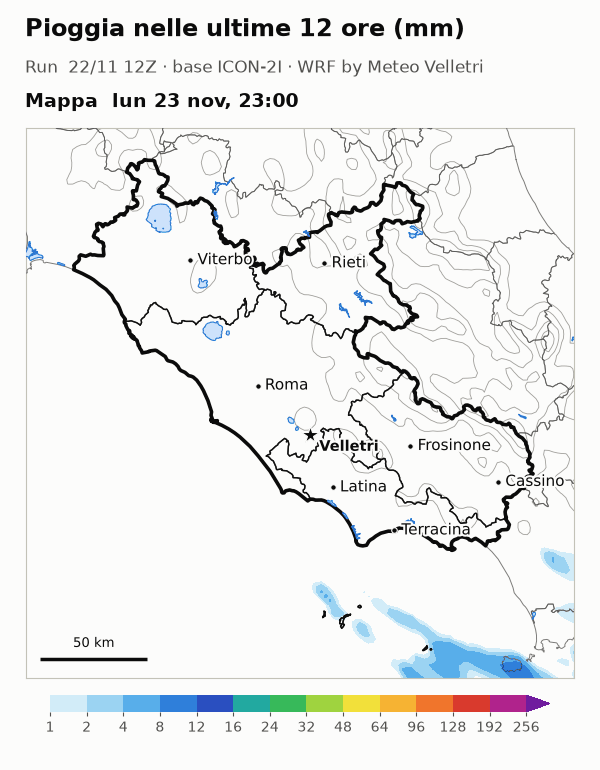 Pioggia nelle ultime 12 ore (mm)
Run  22/11 12Z · base ICON-2I · WRF by Meteo Velletri
Mappa  lun 23 nov, 23:00
Viterbo
Rieti
Roma
Velletri
Frosinone
Latina
Cassino
Terracina
50 km
1 2 4 8 12 16 24 32 48 64 96 128 192 256